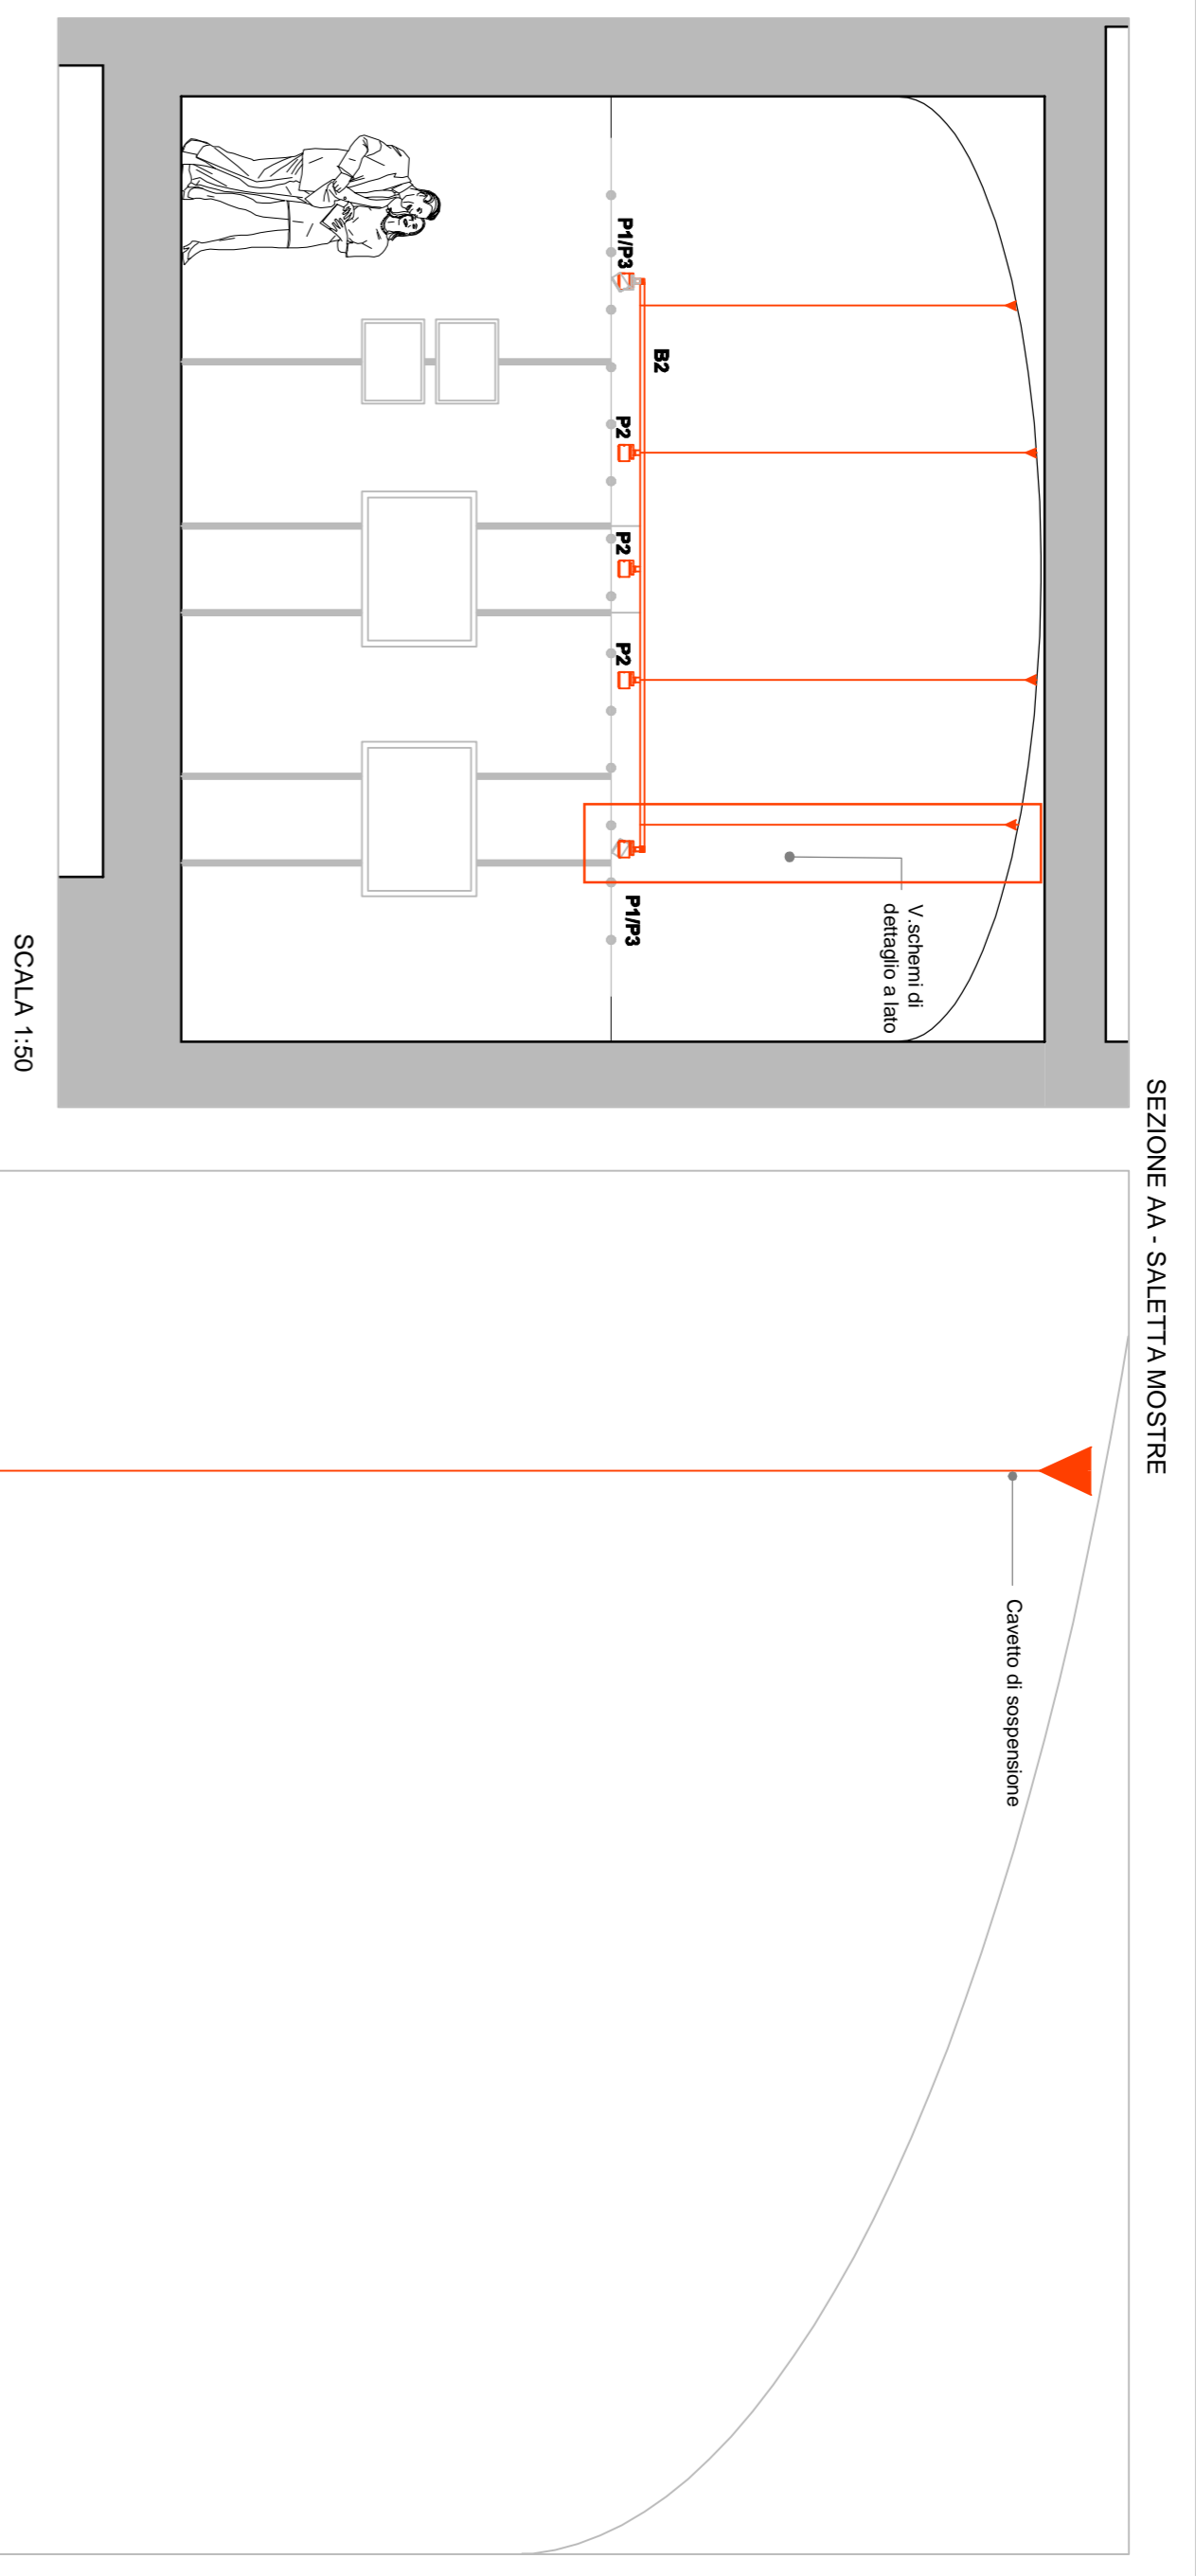 SEZIONE AA - SALETTA MOSTRE
V.schemi di
dettaglio a lato
B2
P1/P3
P2
P2
P2
P1/P3
SCALA 1:50
Cavetto di sospensione